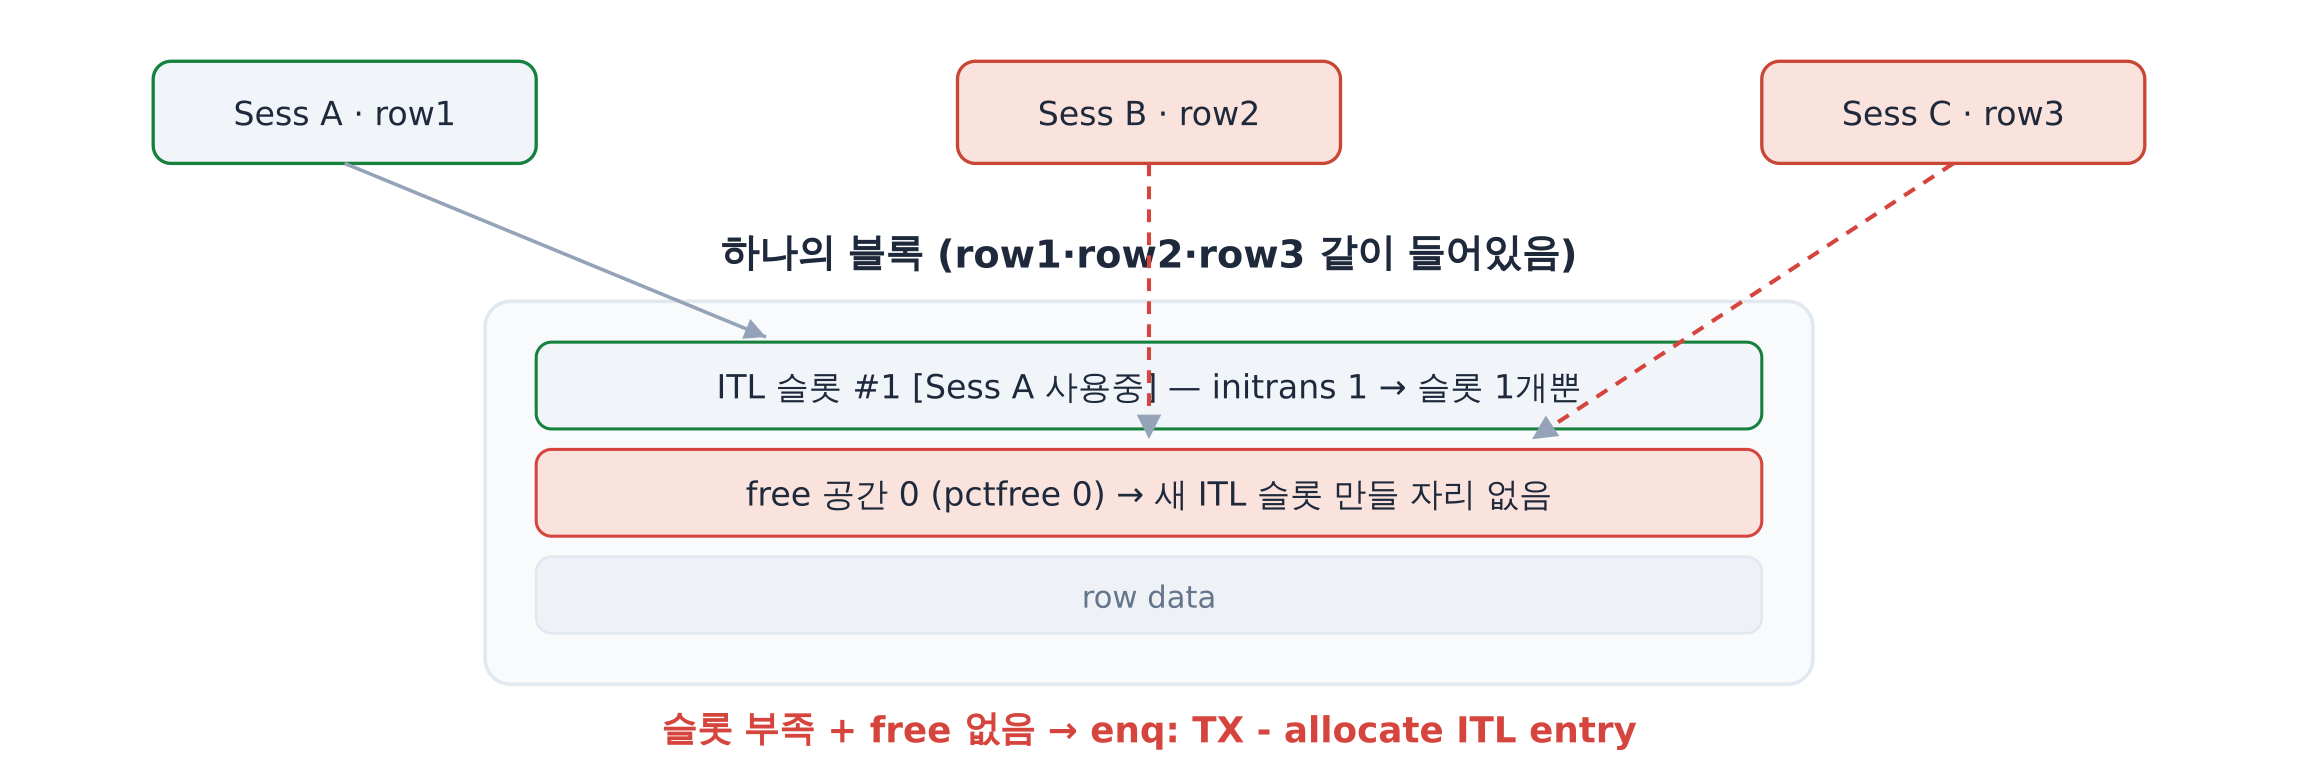 Sess A · row1
Sess B · row2
Sess C · row3
하나의 블록 (row1·row2·row3 같이 들어있음)
ITL 슬롯 #1 [Sess A 사용중] — initrans 1 → 슬롯 1개뿐
free 공간 0 (pctfree 0) → 새 ITL 슬롯 만들 자리 없음
row data
슬롯 부족 + free 없음 → enq: TX - allocate ITL entry